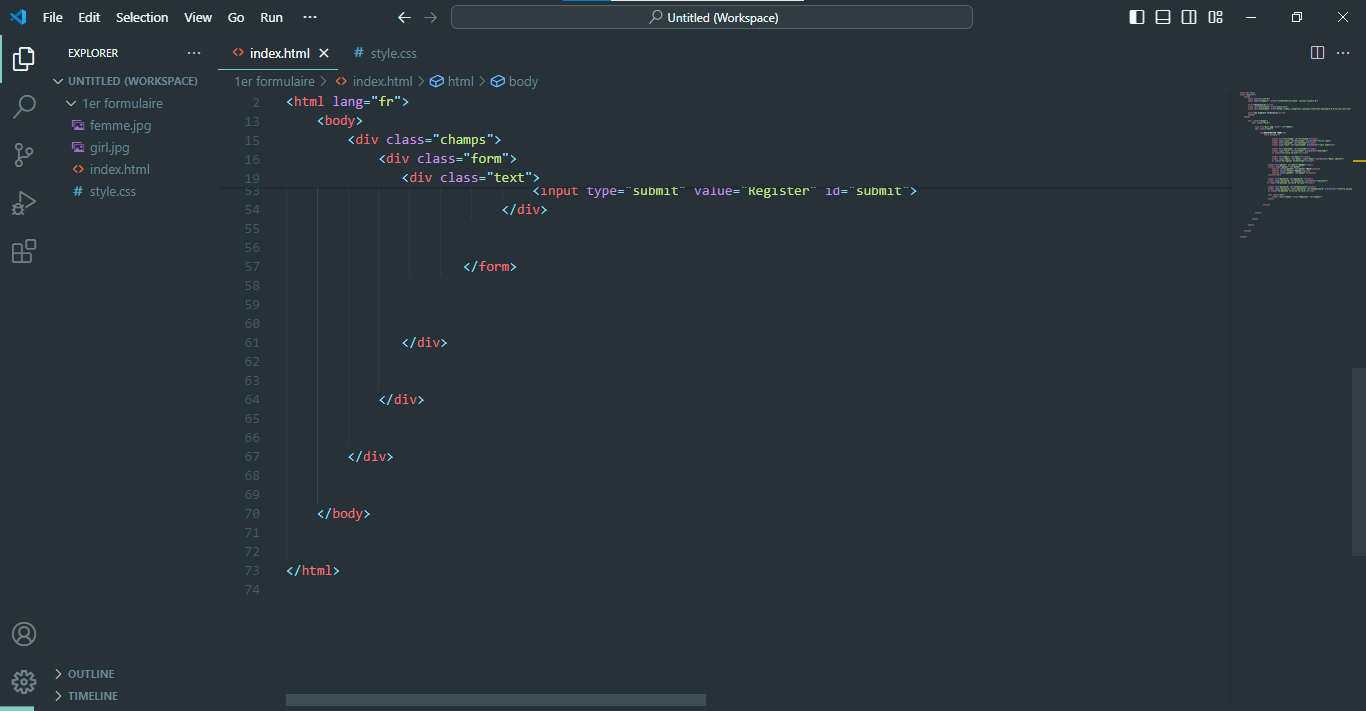 File Edit Selection View Go Run ···
Untitled (Workspace)
EXPLORER ···
UNTITLED (WORKSPACE)
1er formulaire
femme.jpg
girl.jpg
index.html
style.css
index.html
# style.css
1er formulaire > index.html > html > body
2 <html lang="fr">
13 <body>
15 <div class="champs">
16 <div class="form">
19 <div class="text">
53 <input type="submit" value="Register" id="submit">
54 </div>
55
56
57 </form>
58
59
60
61 </div>
62
63
64 </div>
65
66
67 </div>
68
69
70 </body>
71
72
73 </html>
74
OUTLINE
TIMELINE